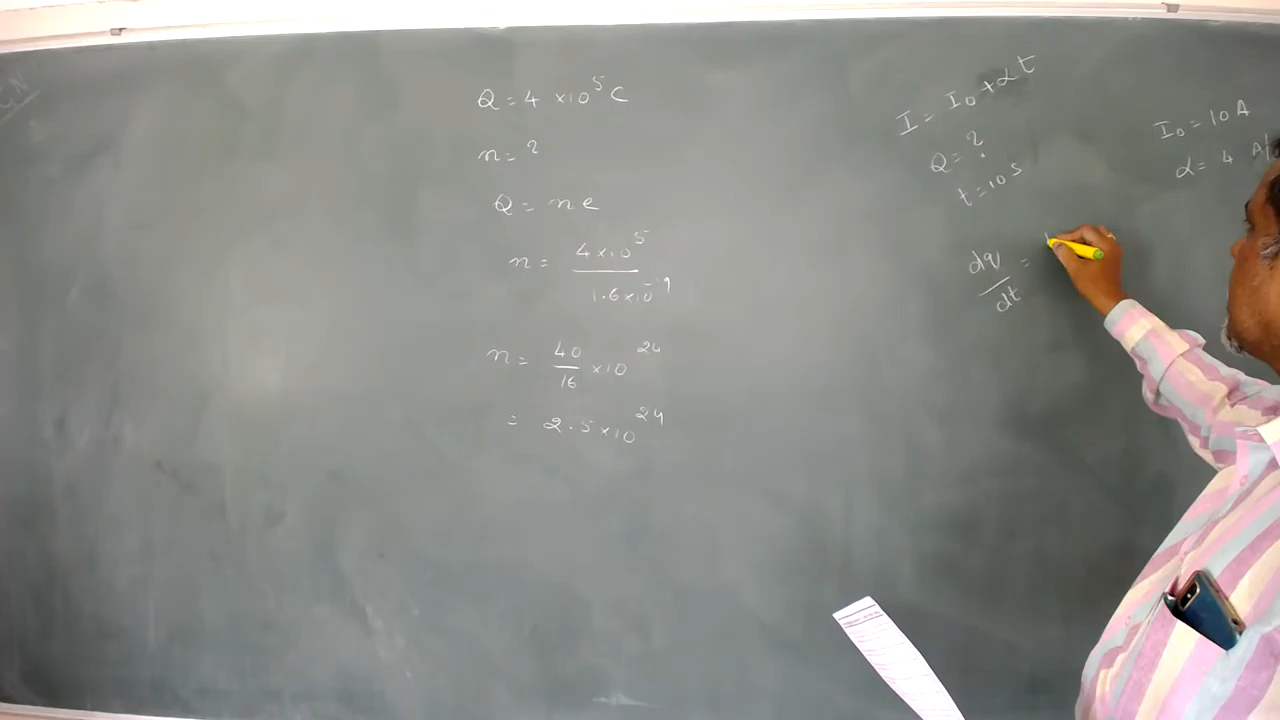 G.N
Q = 4 ×10⁵ C
n = ?
Q = n e
n = 4×10⁵ / 1.6×10⁻¹⁹
n = 40/16 ×10²⁴
= 2.5×10²⁴
I = I₀ + αt
Q = ?
t = 10 s
dq/dt =
I₀ = 10 A
α = 4 A/